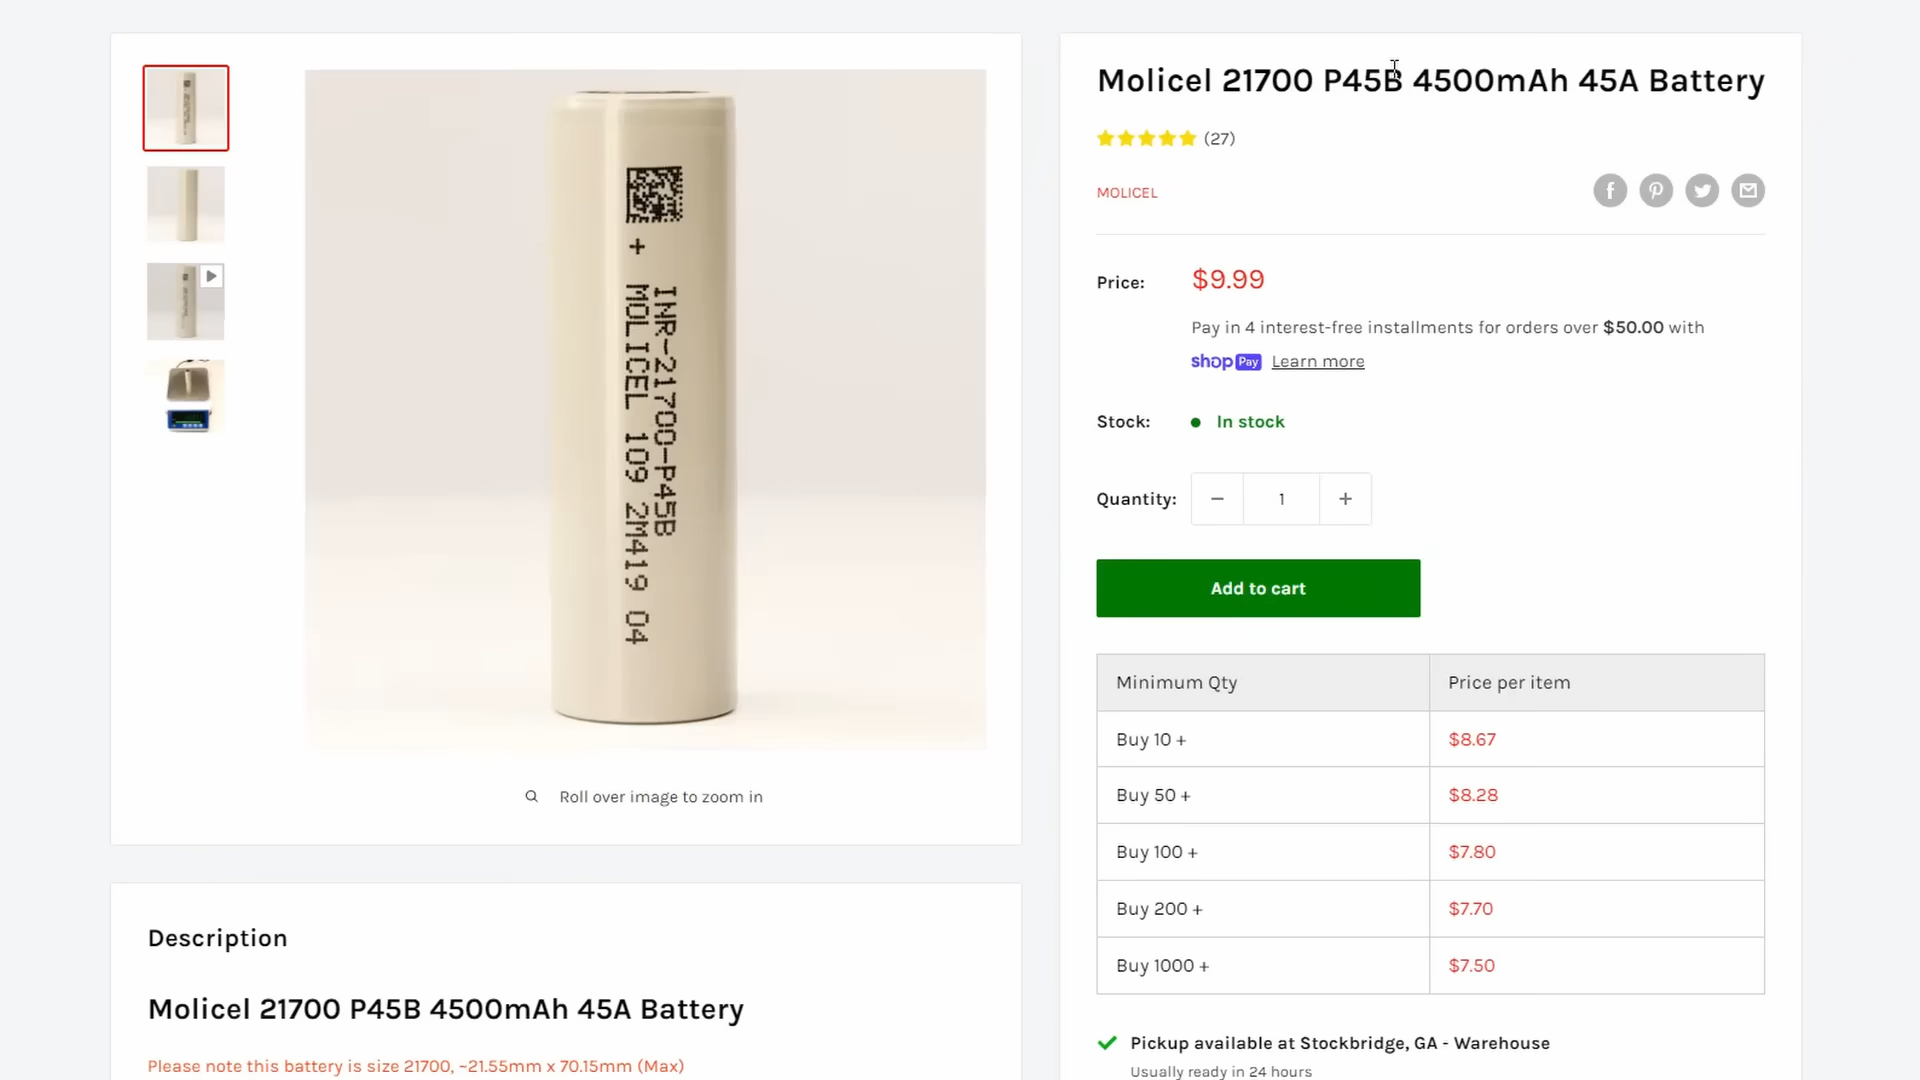 Molicel 21700 P45B 4500mAh 45A Battery
(27)
MOLICEL
Price: $9.99
Pay in 4 interest-free installments for orders over $50.00 with
shop Pay Learn more
Stock: In stock
Quantity: − 1 +
Add to cart
Minimum Qty Price per item
Buy 10 + $8.67
Buy 50 + $8.28
Buy 100 + $7.80
Buy 200 + $7.70
Buy 1000 + $7.50
Pickup available at Stockbridge, GA - Warehouse
Usually ready in 24 hours
+
INR-21700-P45B
MOLICEL 109 2M419 04
Roll over image to zoom in
Description
Molicel 21700 P45B 4500mAh 45A Battery
Please note this battery is size 21700, ~21.55mm x 70.15mm (Max)